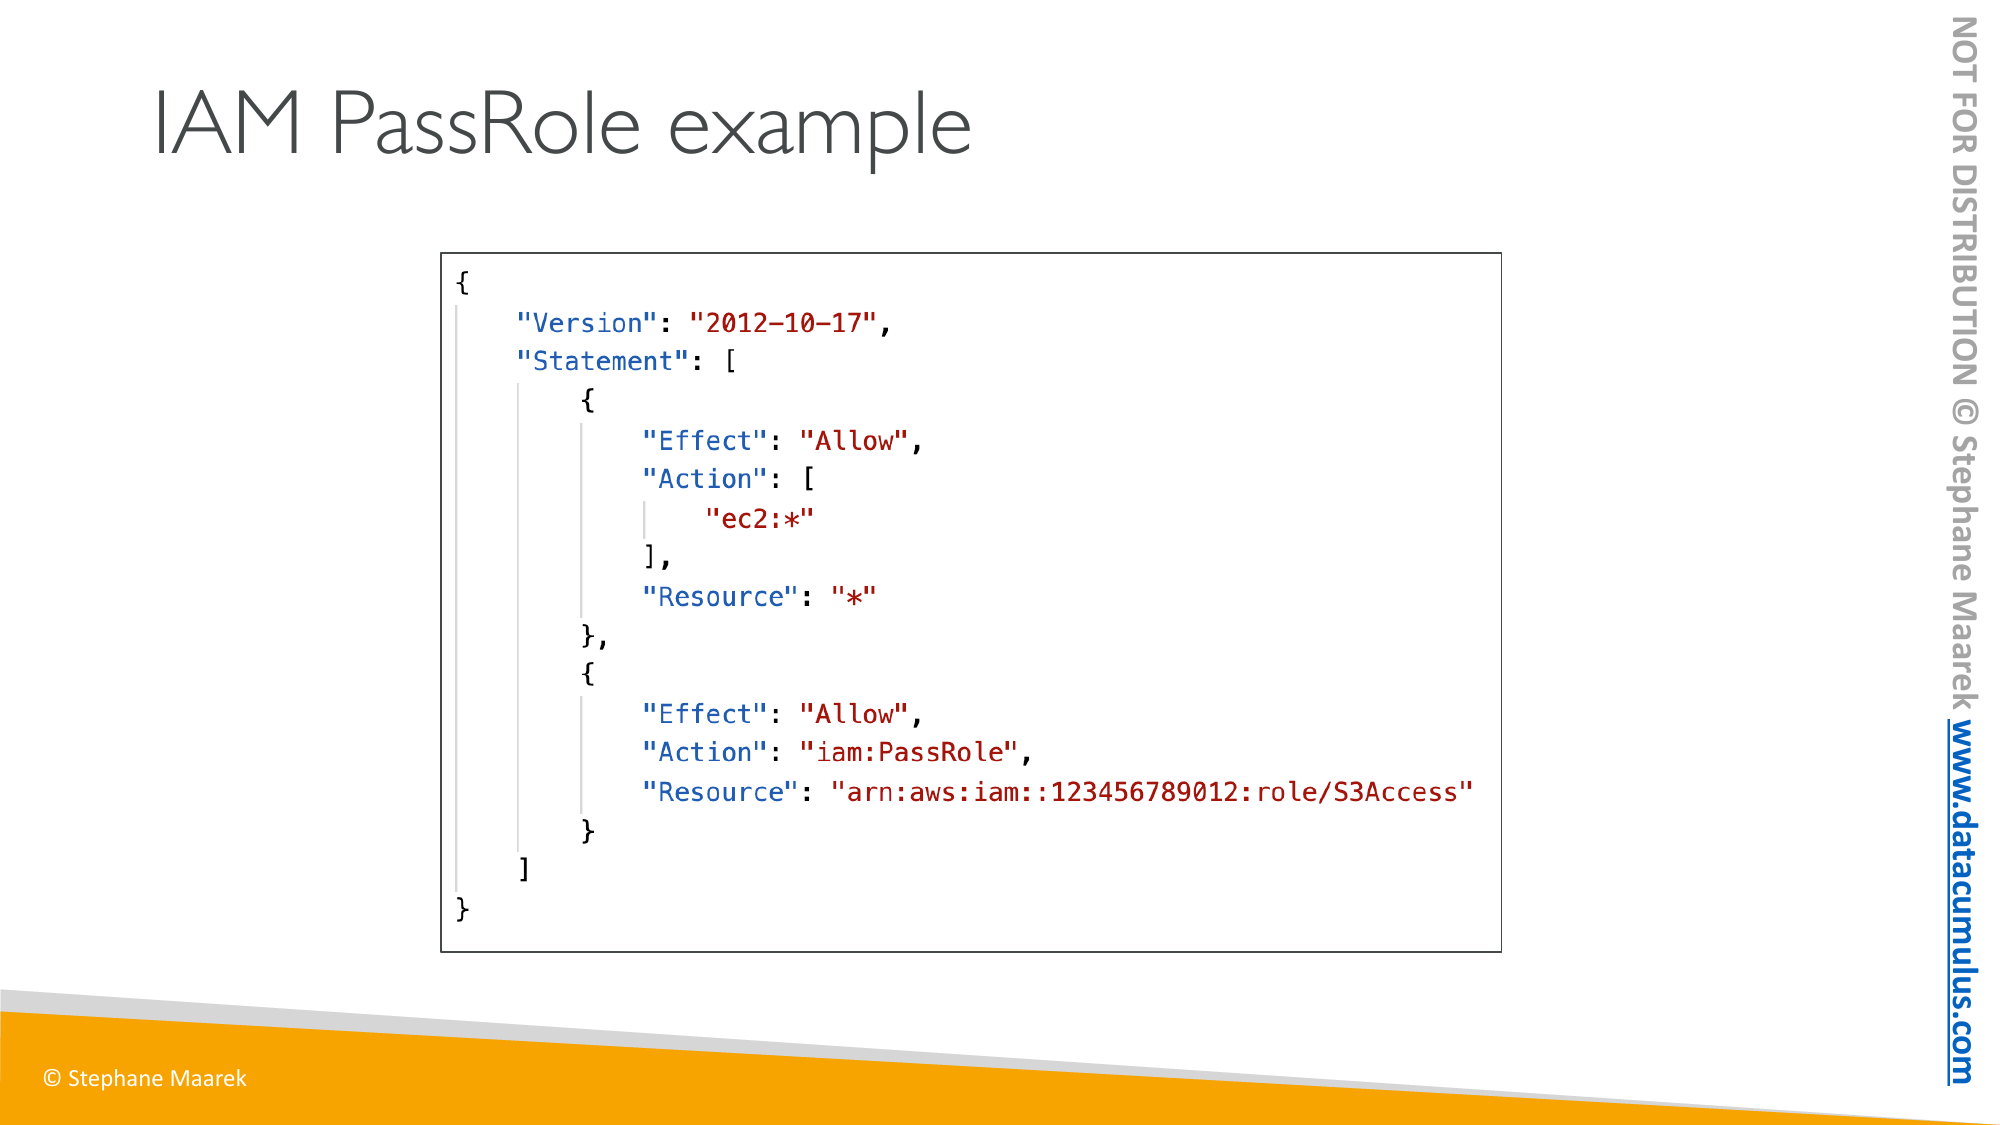 IAM PassRole example
{
    "Version": "2012-10-17",
    "Statement": [
        {
            "Effect": "Allow",
            "Action": [
                "ec2:*"
            ],
            "Resource": "*"
        },
        {
            "Effect": "Allow",
            "Action": "iam:PassRole",
            "Resource": "arn:aws:iam::123456789012:role/S3Access"
        }
    ]
}
© Stephane Maarek
NOT FOR DISTRIBUTION © Stephane Maarek www.datacumulus.com